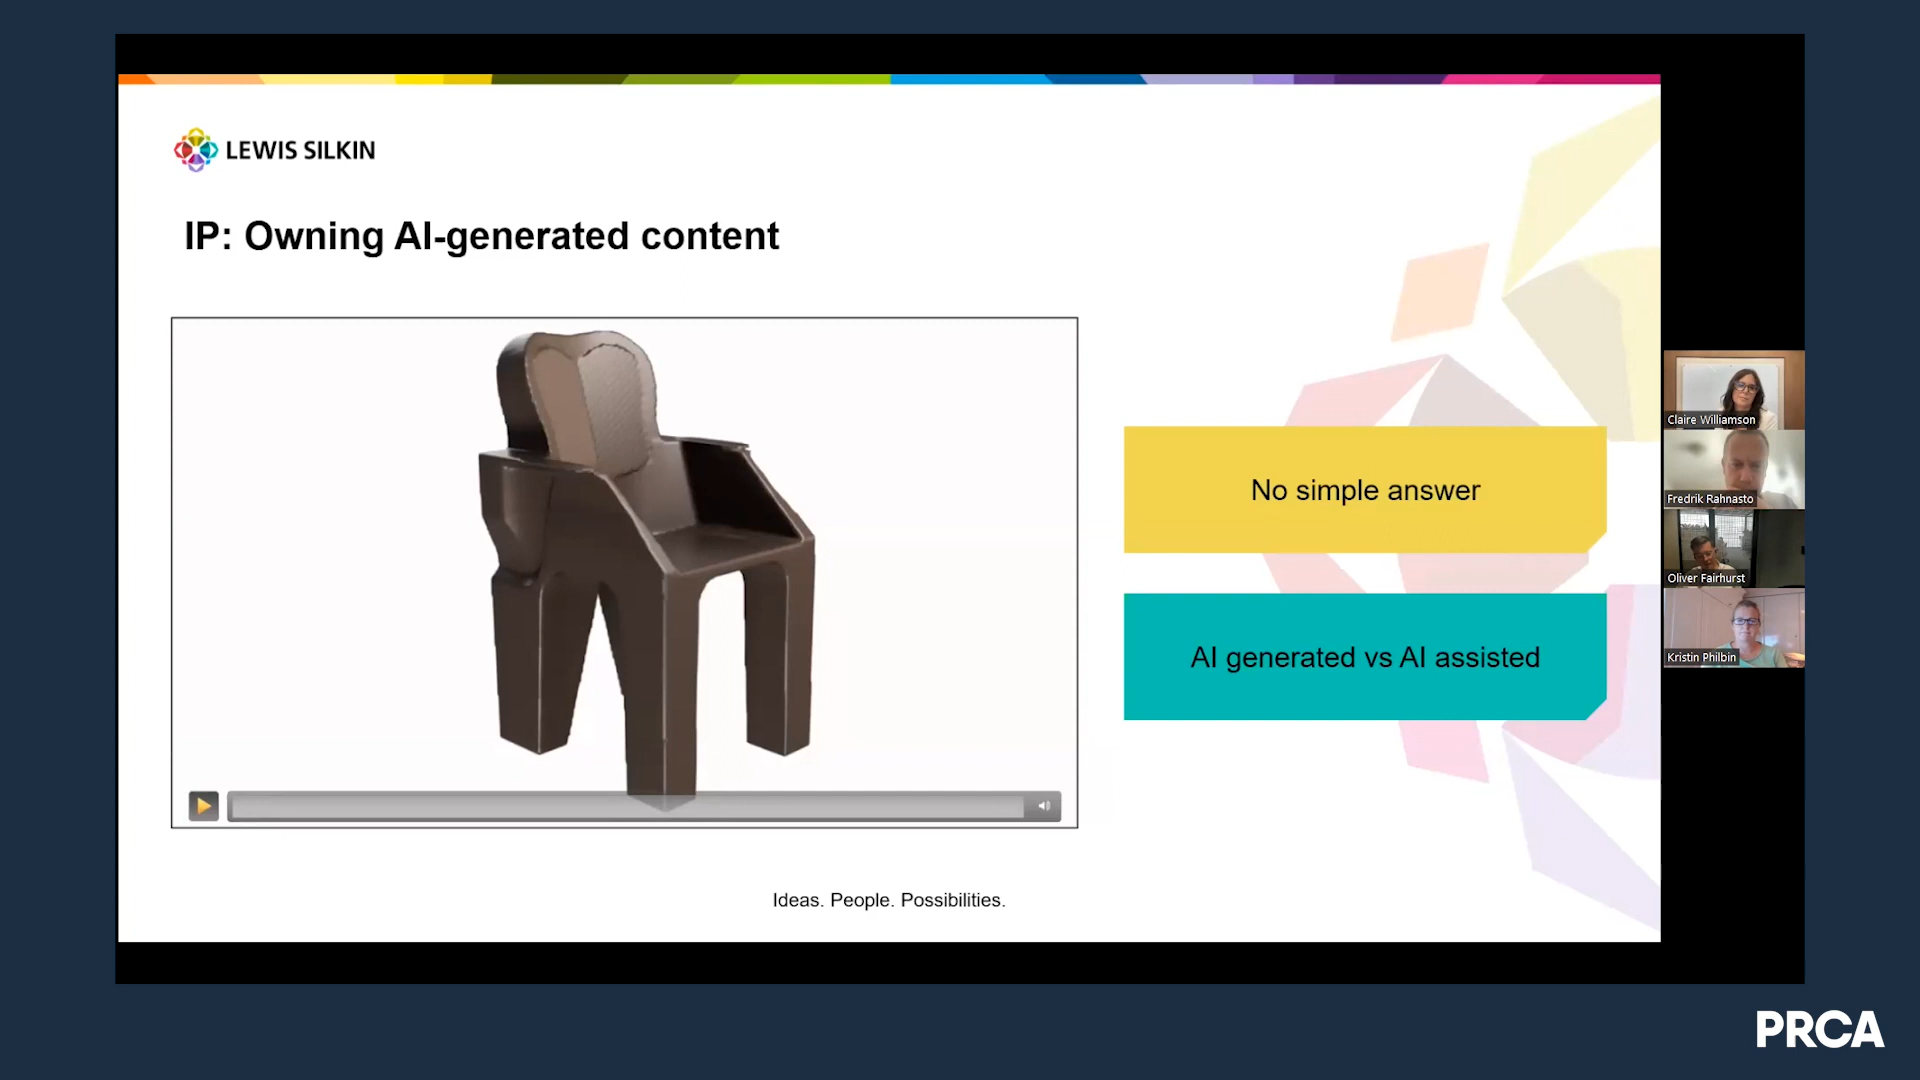 LEWIS SILKIN
IP: Owning AI-generated content
No simple answer
AI generated vs AI assisted
Ideas. People. Possibilities.
Claire Williamson
Fredrik Rahnasto
Oliver Fairhurst
Kristin Philbin
PRCA